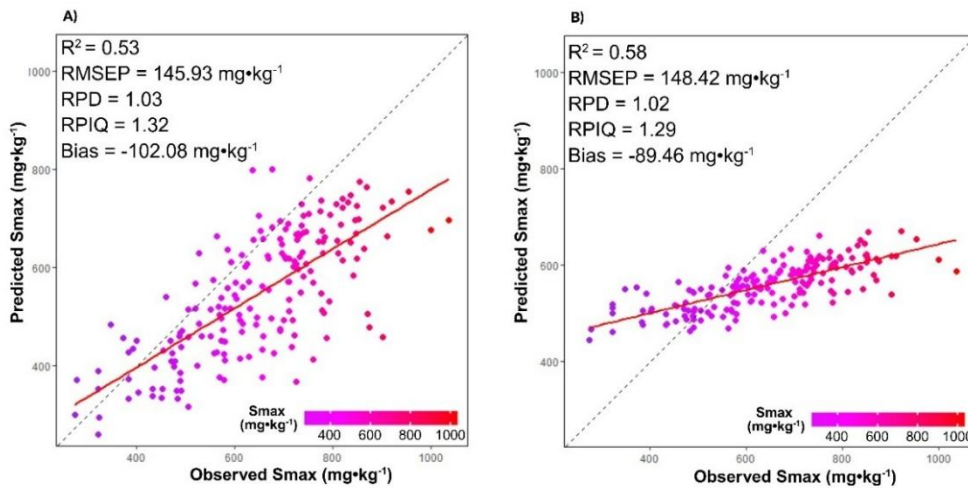 A)
R² = 0.53
RMSEP = 145.93 mg•kg⁻¹
RPD = 1.03
RPIQ = 1.32
Bias = -102.08 mg•kg⁻¹
Predicted Smax (mg•kg⁻¹)
1000
800
600
400
Smax
(mg•kg⁻¹)
400 600 800 1000
400 600 800 1000
Observed Smax (mg•kg⁻¹)
B)
R² = 0.58
RMSEP = 148.42 mg•kg⁻¹
RPD = 1.02
RPIQ = 1.29
Bias = -89.46 mg•kg⁻¹
Predicted Smax (mg•kg⁻¹)
1000
800
600
400
Smax
(mg•kg⁻¹)
400 600 800 1000
400 600 800 1000
Observed Smax (mg•kg⁻¹)